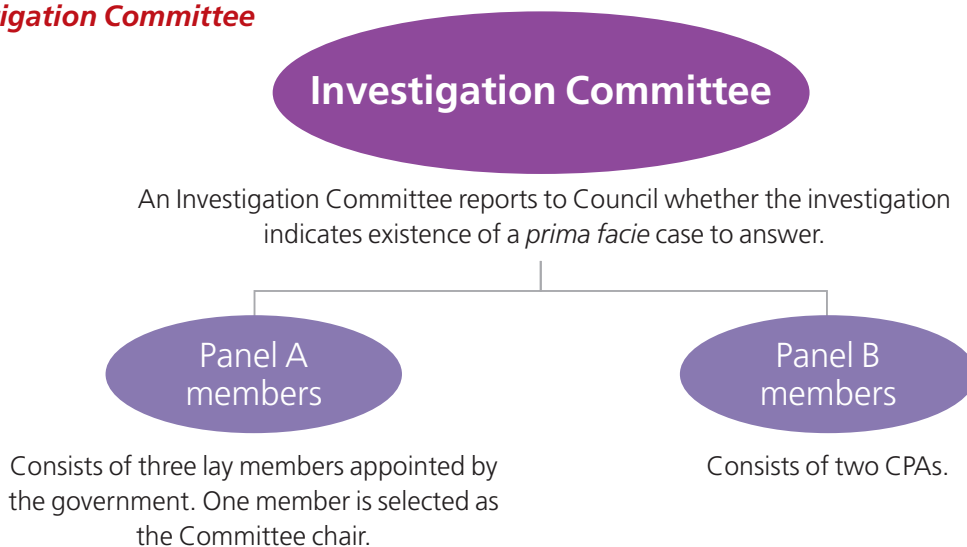 tigation Committee
Investigation Committee
An Investigation Committee reports to Council whether the investigation
indicates existence of a prima facie case to answer.
Panel A
members
Panel B
members
Consists of three lay members appointed by
the government. One member is selected as
the Committee chair.
Consists of two CPAs.